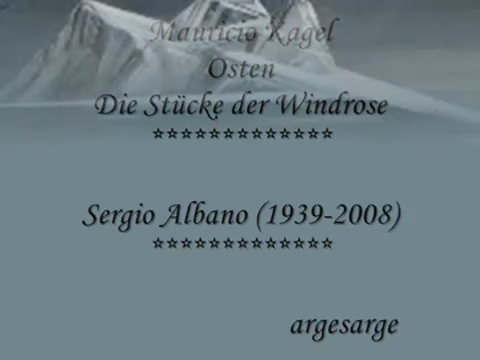 Mauricio Kagel
Osten
Die Stücke der Windrose
*************
Sergio Albano (1939-2008)
*************
argesarge